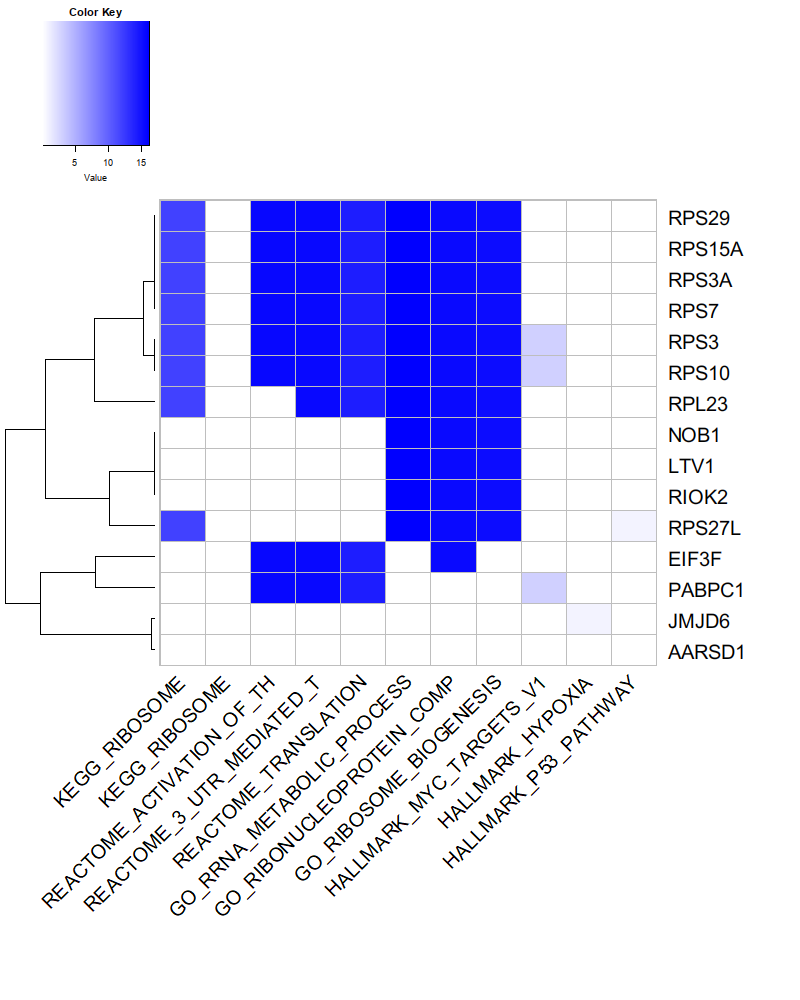 Color Key
5 10 15
Value
RPS29
RPS15A
RPS3A
RPS7
RPS3
RPS10
RPL23
NOB1
LTV1
RIOK2
RPS27L
EIF3F
PABPC1
JMJD6
AARSD1
KEGG_RIBOSOME
KEGG_RIBOSOME
REACTOME_ACTIVATION_OF_TH
REACTOME_3_UTR_MEDIATED_T
REACTOME_TRANSLATION
GO_RRNA_METABOLIC_PROCESS
GO_RIBONUCLEOPROTEIN_COMP
GO_RIBOSOME_BIOGENESIS
HALLMARK_MYC_TARGETS_V1
HALLMARK_HYPOXIA
HALLMARK_P53_PATHWAY